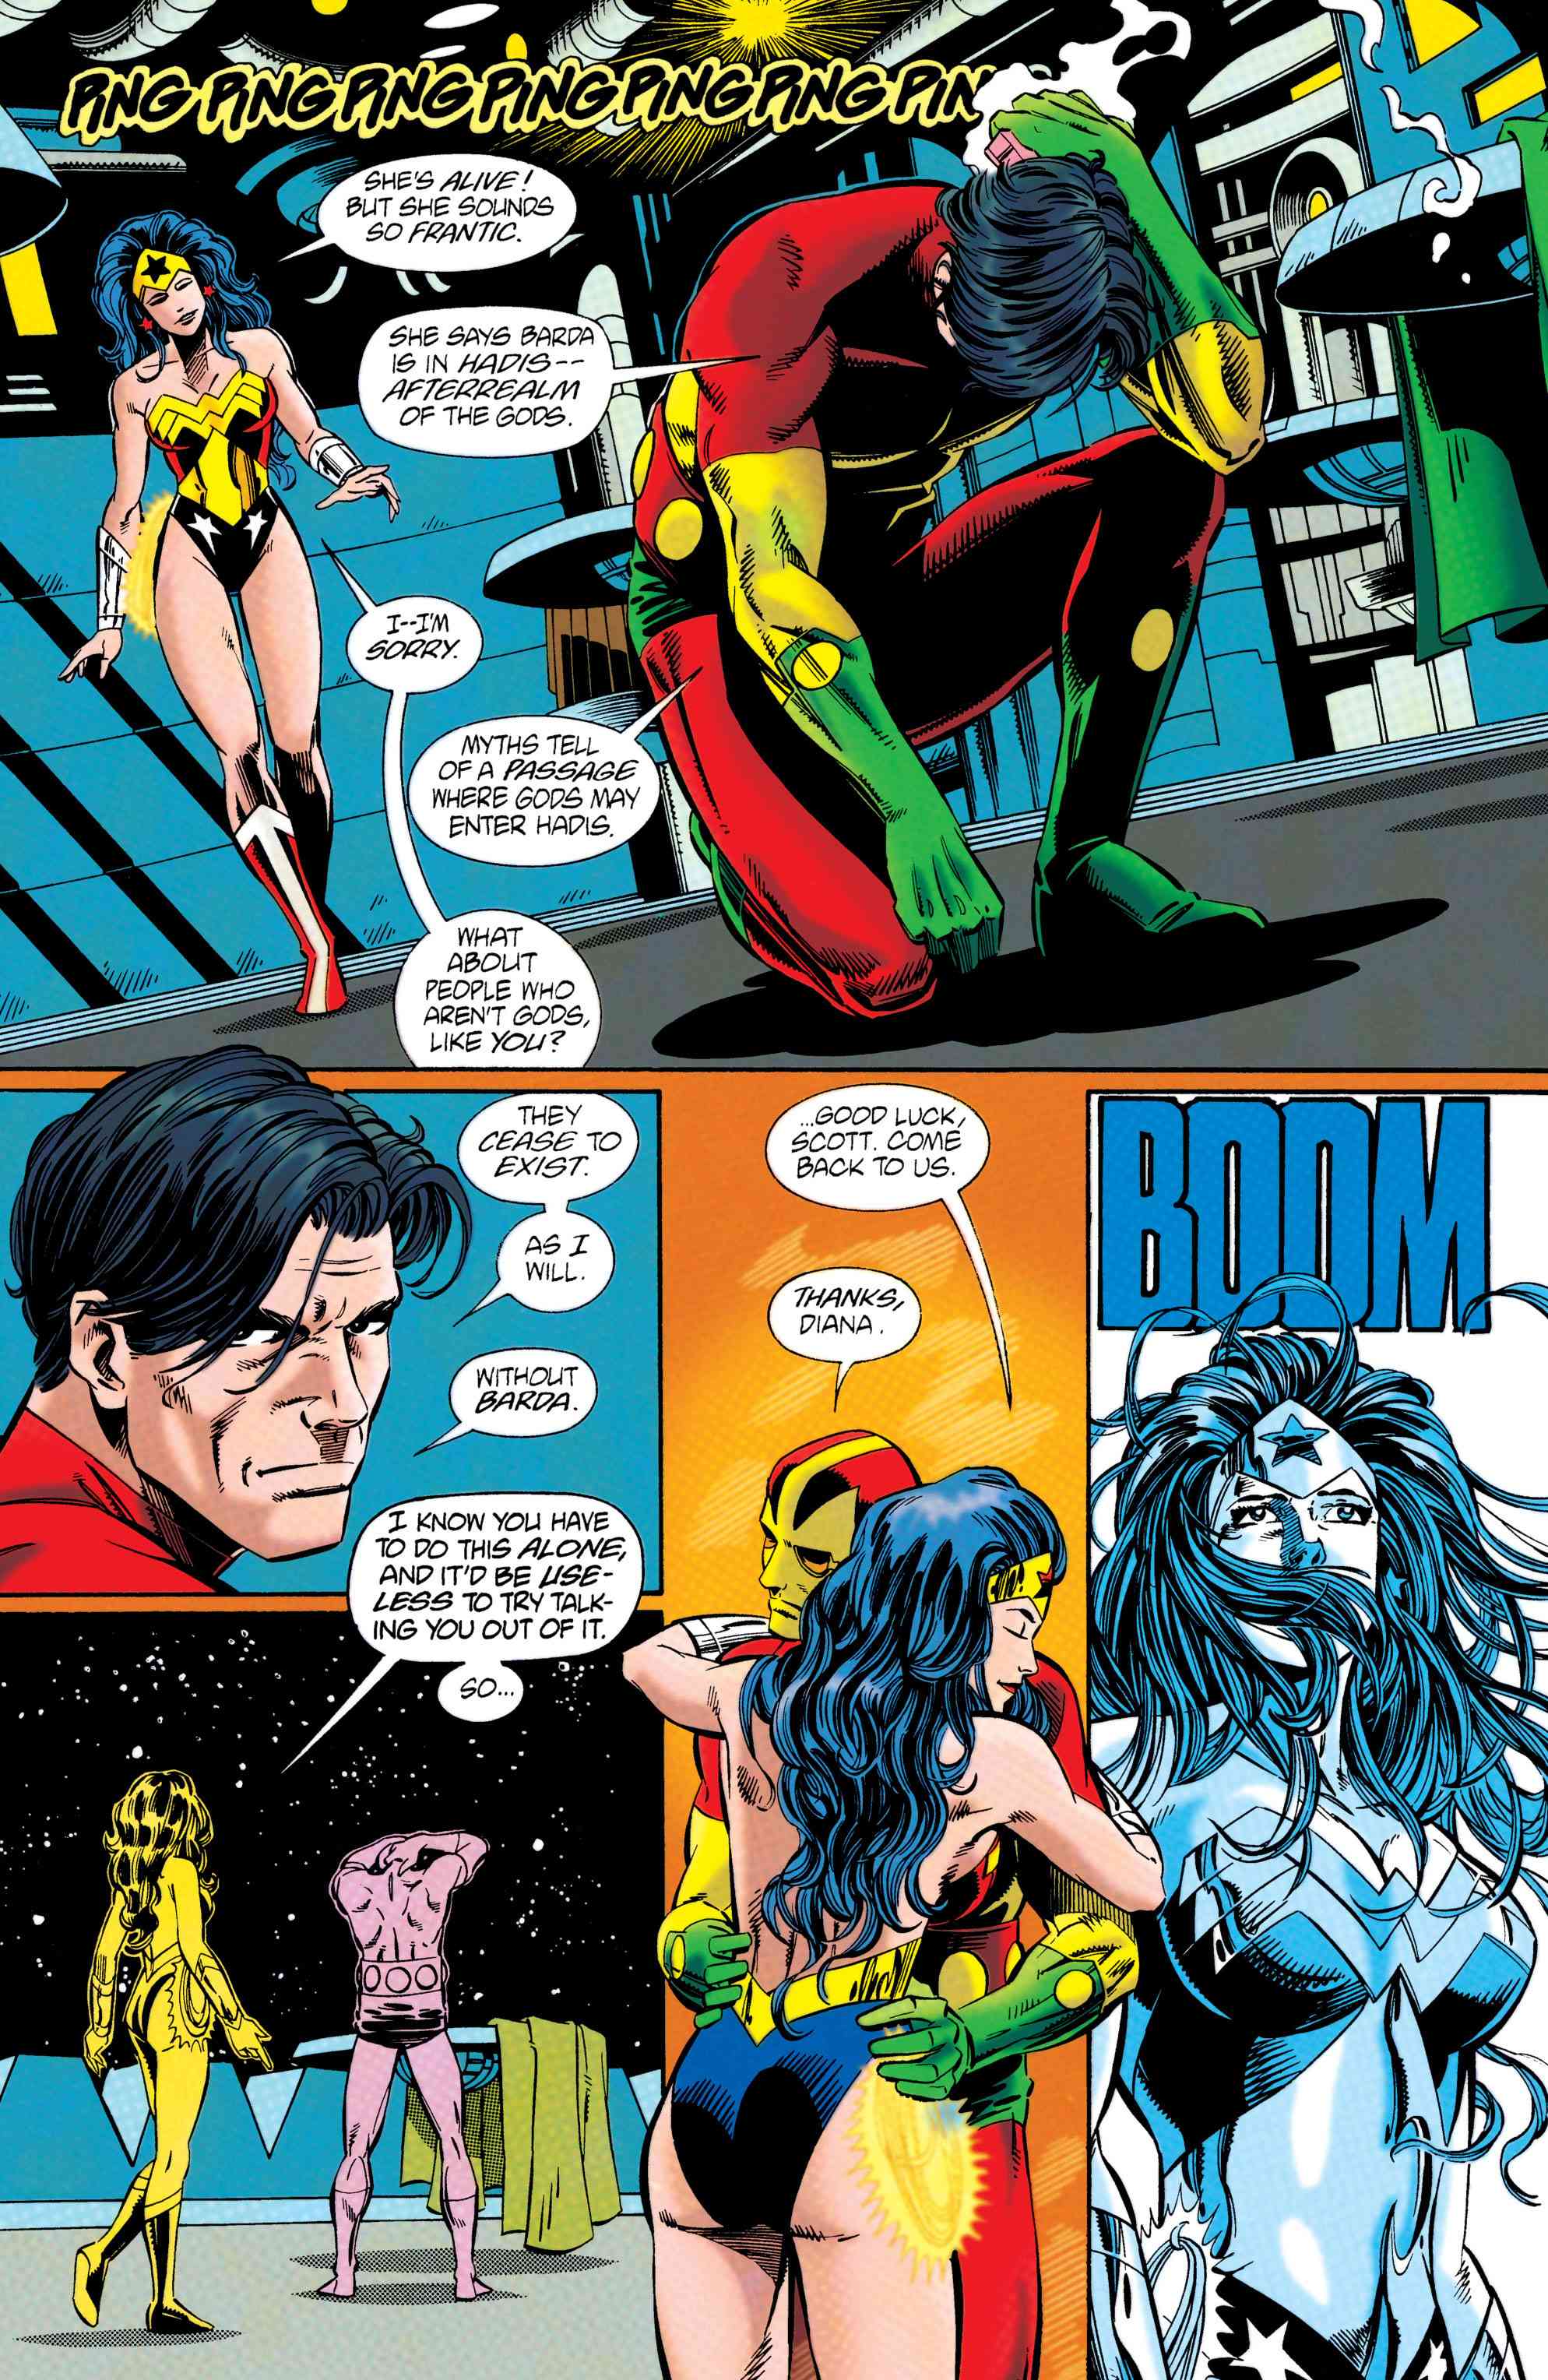 PING PING PING PING PING PING PIN
SHE'S ALIVE!
BUT SHE SOUNDS
SO FRANTIC.
SHE SAYS BARDA
IS IN HADIS--
AFTERREALM
OF THE GODS.
I--I'M
SORRY.
MYTHS TELL
OF A PASSAGE
WHERE GODS MAY
ENTER HADIS.
WHAT
ABOUT
PEOPLE WHO
AREN'T GODS,
LIKE YOU?
THEY
CEASE TO
EXIST.
AS I
WILL.
WITHOUT
BARDA.
I KNOW YOU HAVE
TO DO THIS ALONE,
AND IT'D BE USE-
LESS TO TRY TALK-
ING YOU OUT OF IT.
SO...
...GOOD LUCK,
SCOTT. COME
BACK TO US.
THANKS,
DIANA.
BOOM